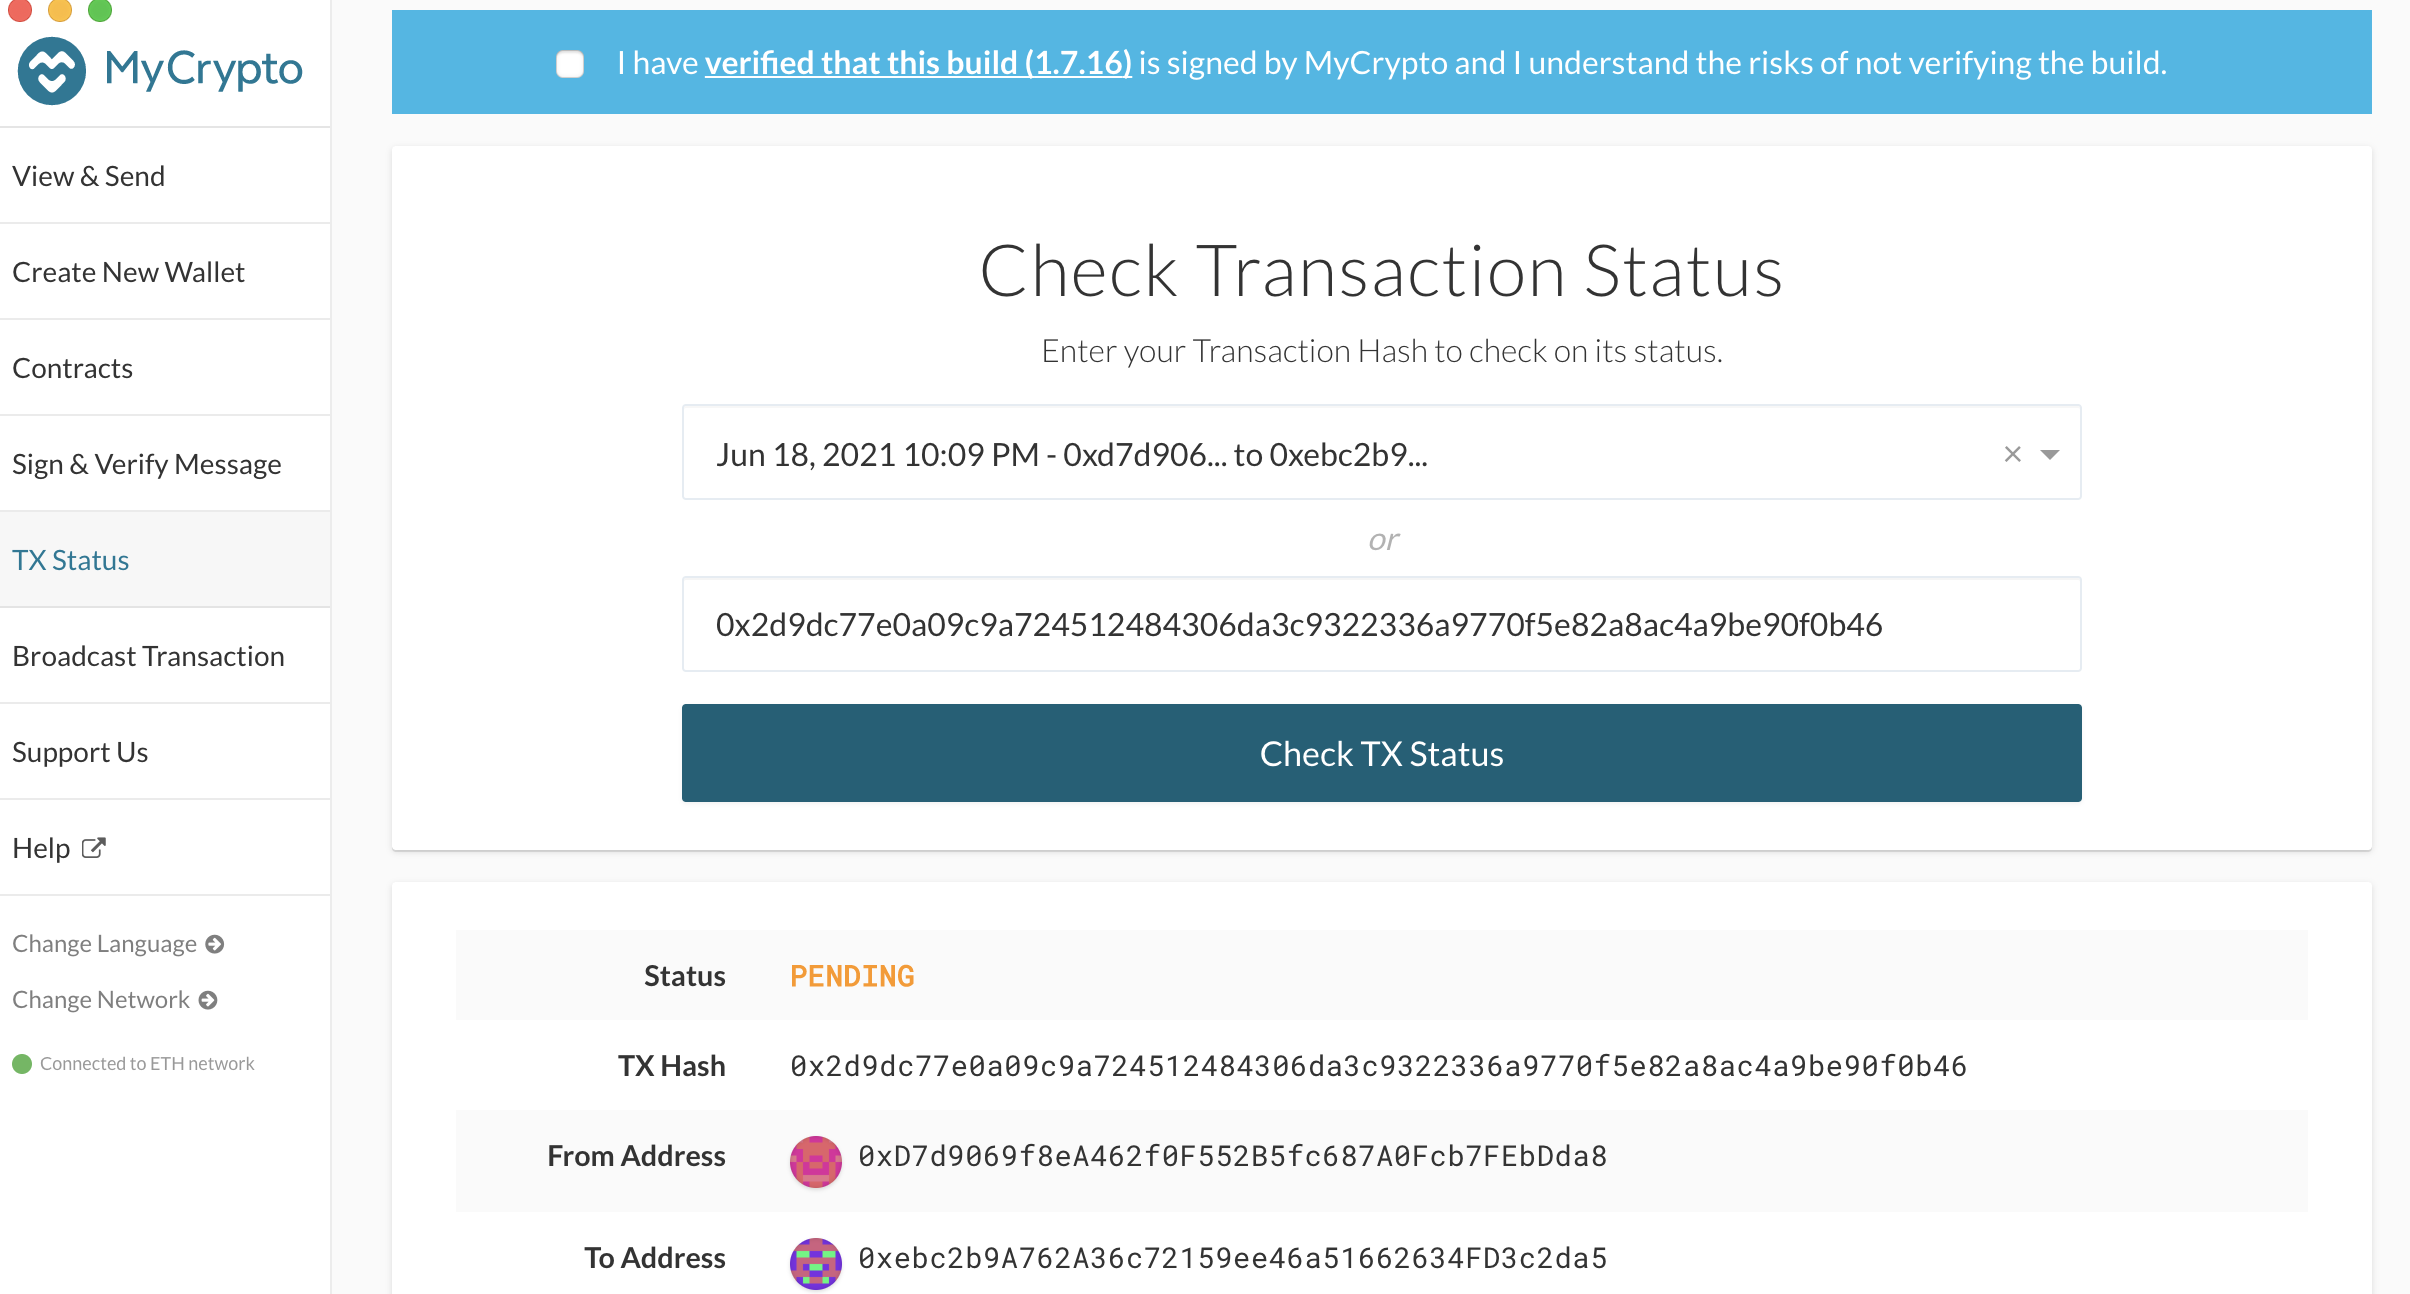 MyCrypto
View & Send
Create New Wallet
Contracts
Sign & Verify Message
TX Status
Broadcast Transaction
Support Us
Help
Change Language
Change Network
Connected to ETH network
I have verified that this build (1.7.16) is signed by MyCrypto and I understand the risks of not verifying the build.
Check Transaction Status
Enter your Transaction Hash to check on its status.
Jun 18, 2021 10:09 PM - 0xd7d906... to 0xebc2b9...
or
0x2d9dc77e0a09c9a724512484306da3c9322336a9770f5e82a8ac4a9be90f0b46
Check TX Status
Status PENDING
TX Hash 0x2d9dc77e0a09c9a724512484306da3c9322336a9770f5e82a8ac4a9be90f0b46
From Address 0xD7d9069f8eA462f0F552B5fc687A0Fcb7FEbDda8
To Address 0xebc2b9A762A36c72159ee46a51662634FD3c2da5